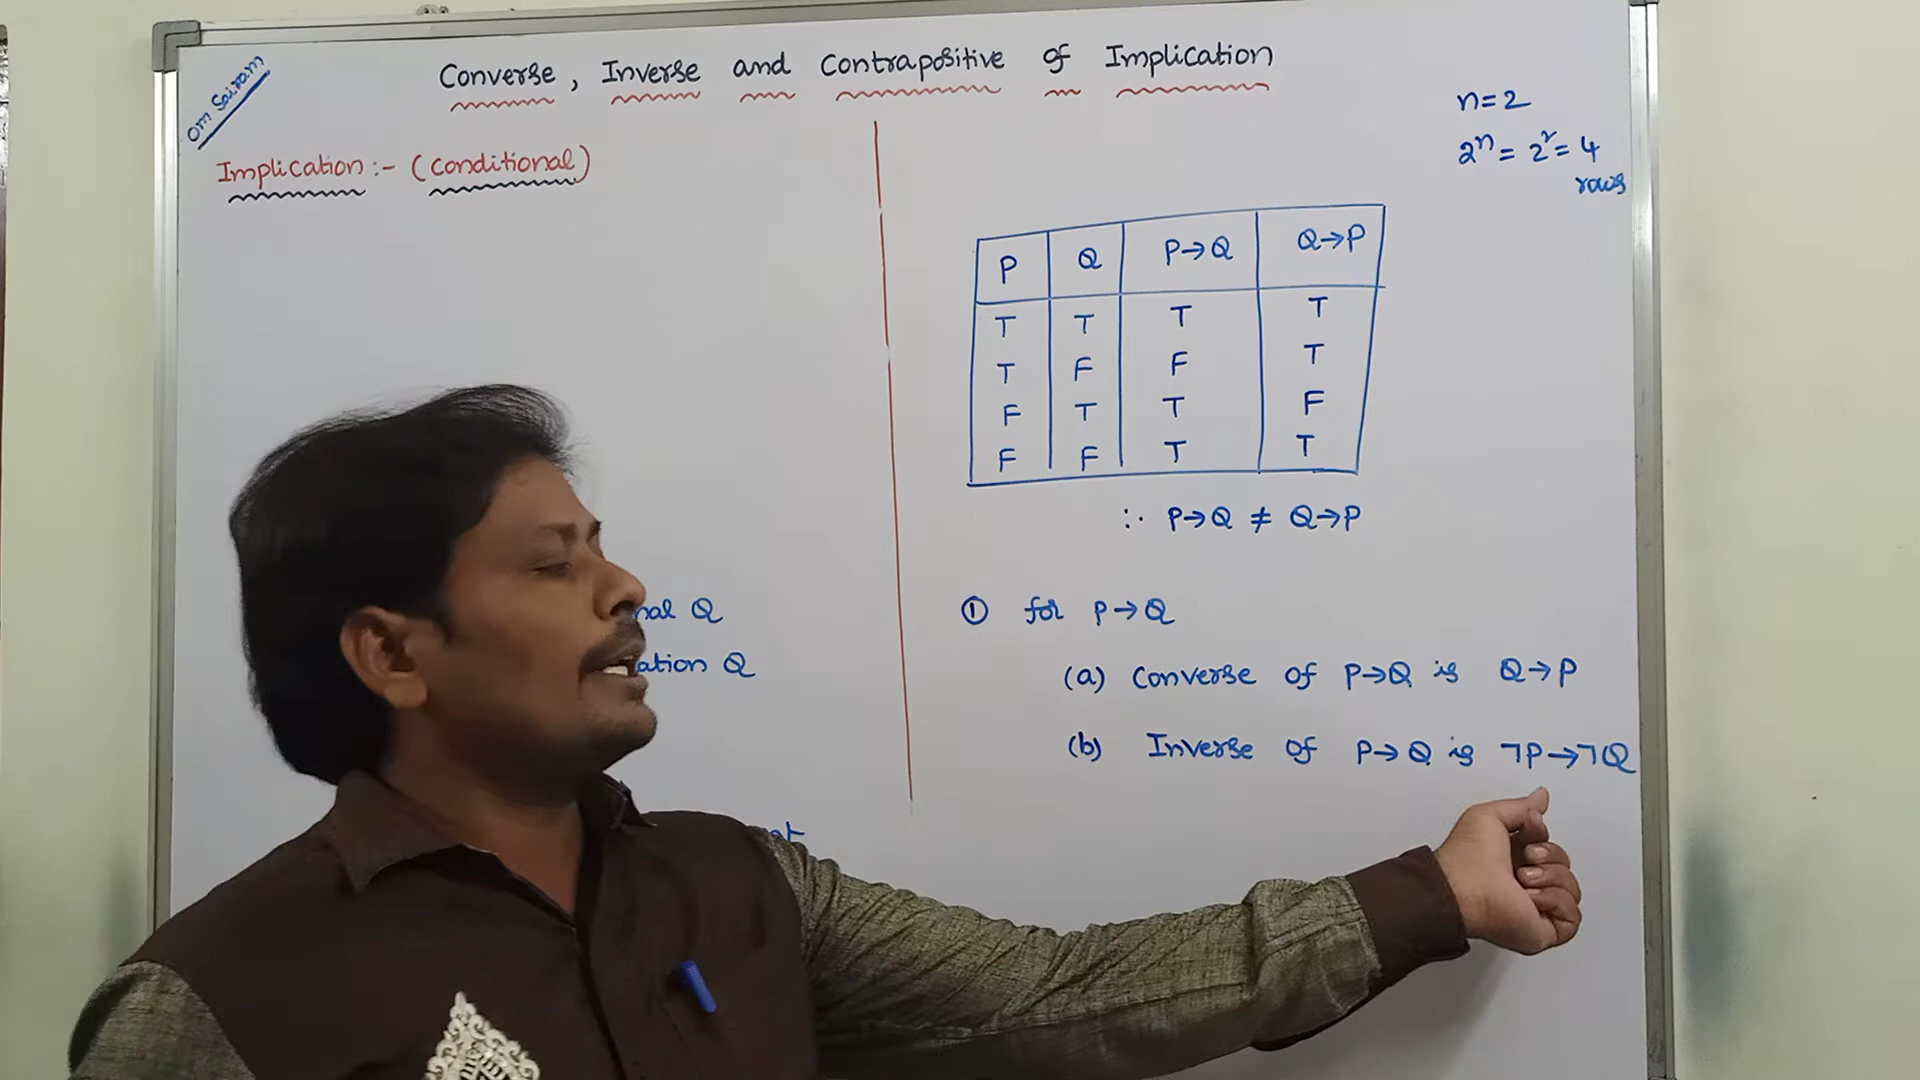 Om Sairam
Converse, Inverse and Contrapositive of Implication
Implication :- (conditional)
nal Q
ation Q
n=2
2ⁿ = 2² = 4
rows
P Q P→Q Q→P
T T T T
T F F T
F T T F
F F T T
∴ P→Q ≠ Q→P
① for P→Q
(a) Converse of P→Q is Q→P
(b) Inverse of P→Q is ¬P→¬Q